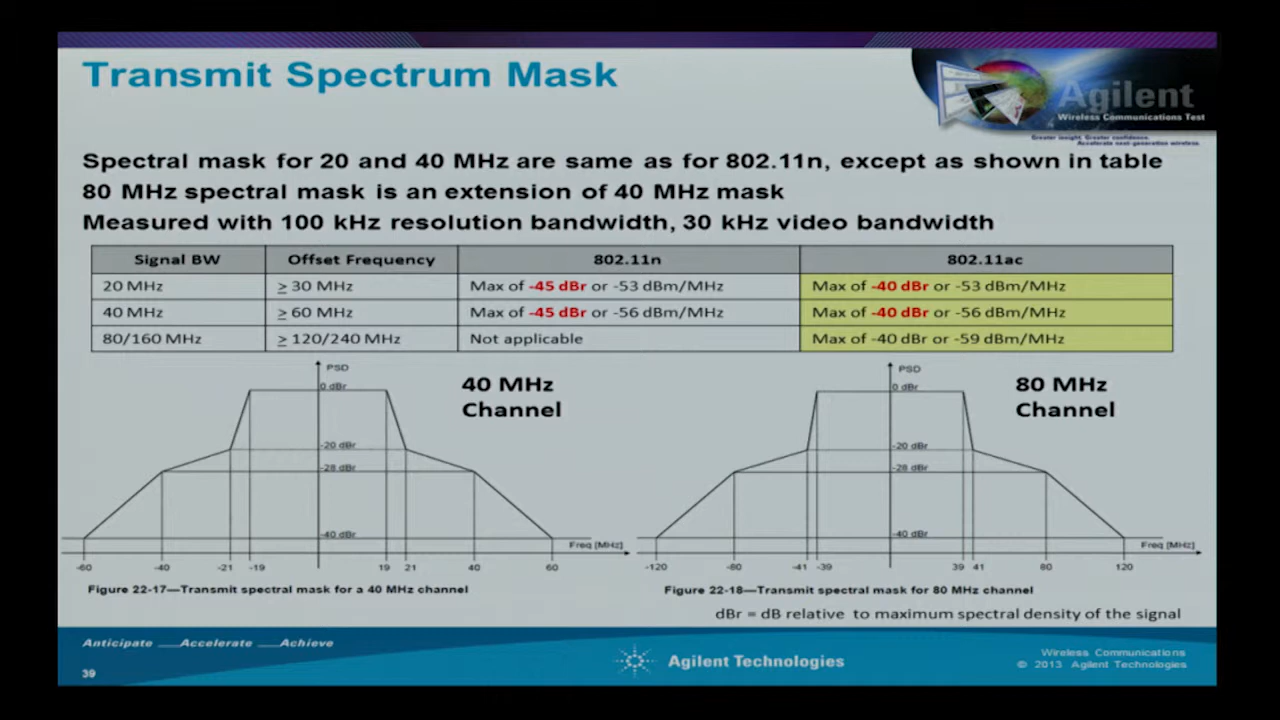 Transmit Spectrum Mask
Agilent
Wireless Communications Test
Greater insight. Greater confidence.
Accelerate next-generation wireless.
Spectral mask for 20 and 40 MHz are same as for 802.11n, except as shown in table
80 MHz spectral mask is an extension of 40 MHz mask
Measured with 100 kHz resolution bandwidth, 30 kHz video bandwidth
Signal BW Offset Frequency 802.11n 802.11ac
20 MHz ≥ 30 MHz Max of -45 dBr or -53 dBm/MHz Max of -40 dBr or -53 dBm/MHz
40 MHz ≥ 60 MHz Max of -45 dBr or -56 dBm/MHz Max of -40 dBr or -56 dBm/MHz
80/160 MHz ≥ 120/240 MHz Not applicable Max of -40 dBr or -59 dBm/MHz
PSD
0 dBr
40 MHz
Channel
-20 dBr
-28 dBr
-40 dBr
Freq [MHz]
-60 -40 -21 -19 19 21 40 60
Figure 22-17—Transmit spectral mask for a 40 MHz channel
PSD
0 dBr
80 MHz
Channel
-20 dBr
-28 dBr
-40 dBr
Freq [MHz]
-120 -80 -41 -39 39 41 80 120
Figure 22-18—Transmit spectral mask for 80 MHz channel
dBr = dB relative to maximum spectral density of the signal
Anticipate __Accelerate __Achieve
39
Agilent Technologies
Wireless Communications
© 2013 Agilent Technologies